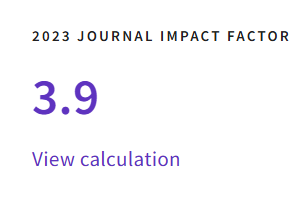 2023 JOURNAL IMPACT FACTOR
3.9
View calculation